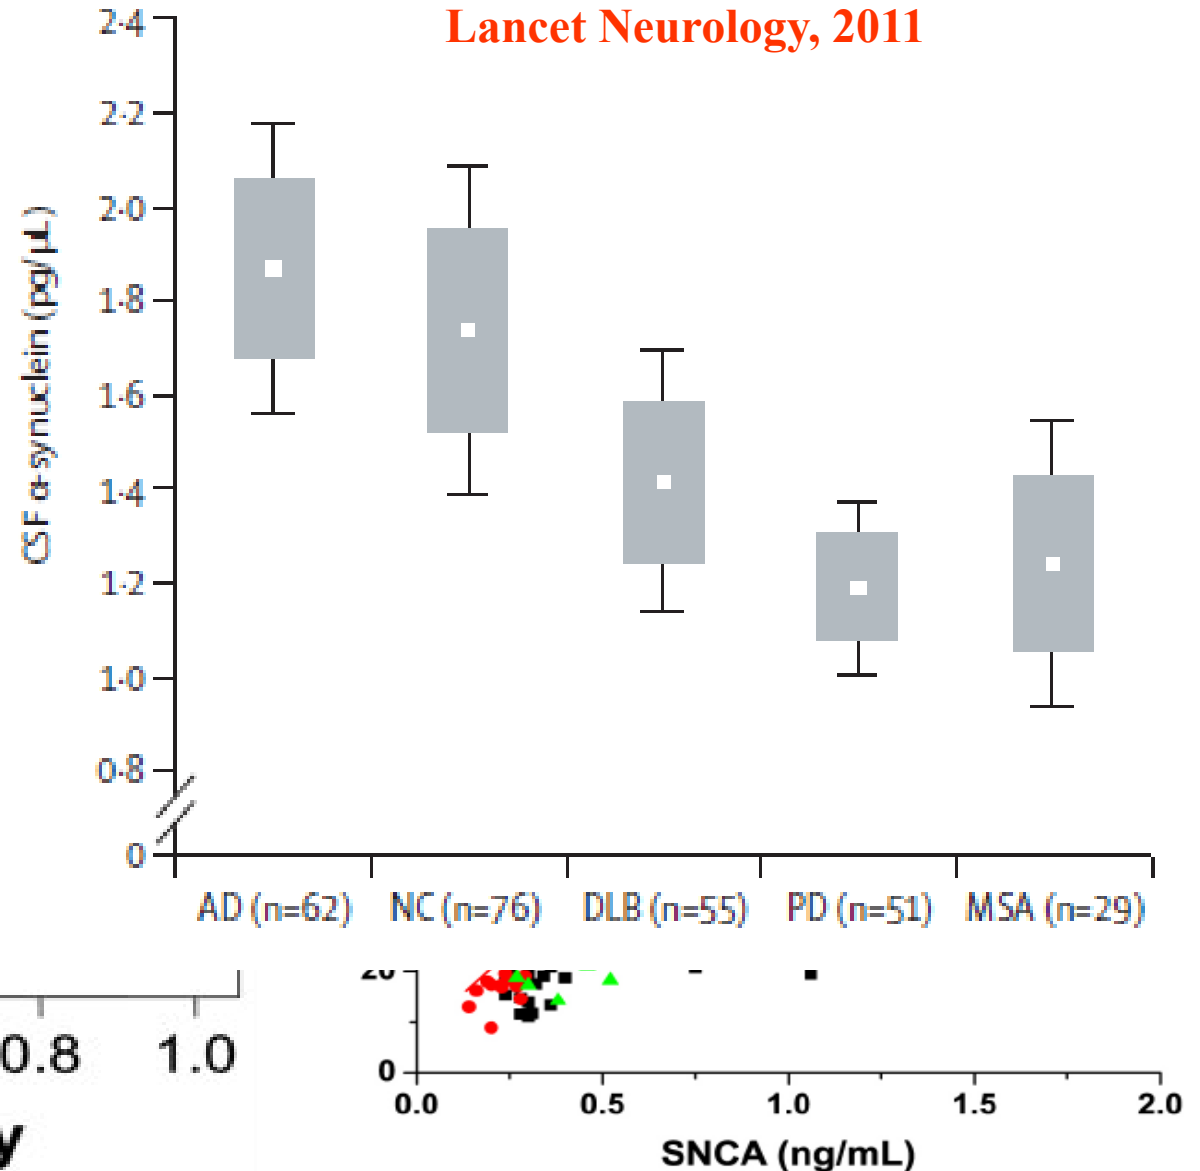 Lancet Neurology, 2011
2·4
2·2
2·0
1·8
1·6
1·4
1·2
1·0
0·8
0
CSF α-synuclein (pg/μL)
AD (n=62) NC (n=76) DLB (n=55) PD (n=51) MSA (n=29)
20
0
0.8 1.0
0.0 0.5 1.0 1.5 2.0
y
SNCA (ng/mL)